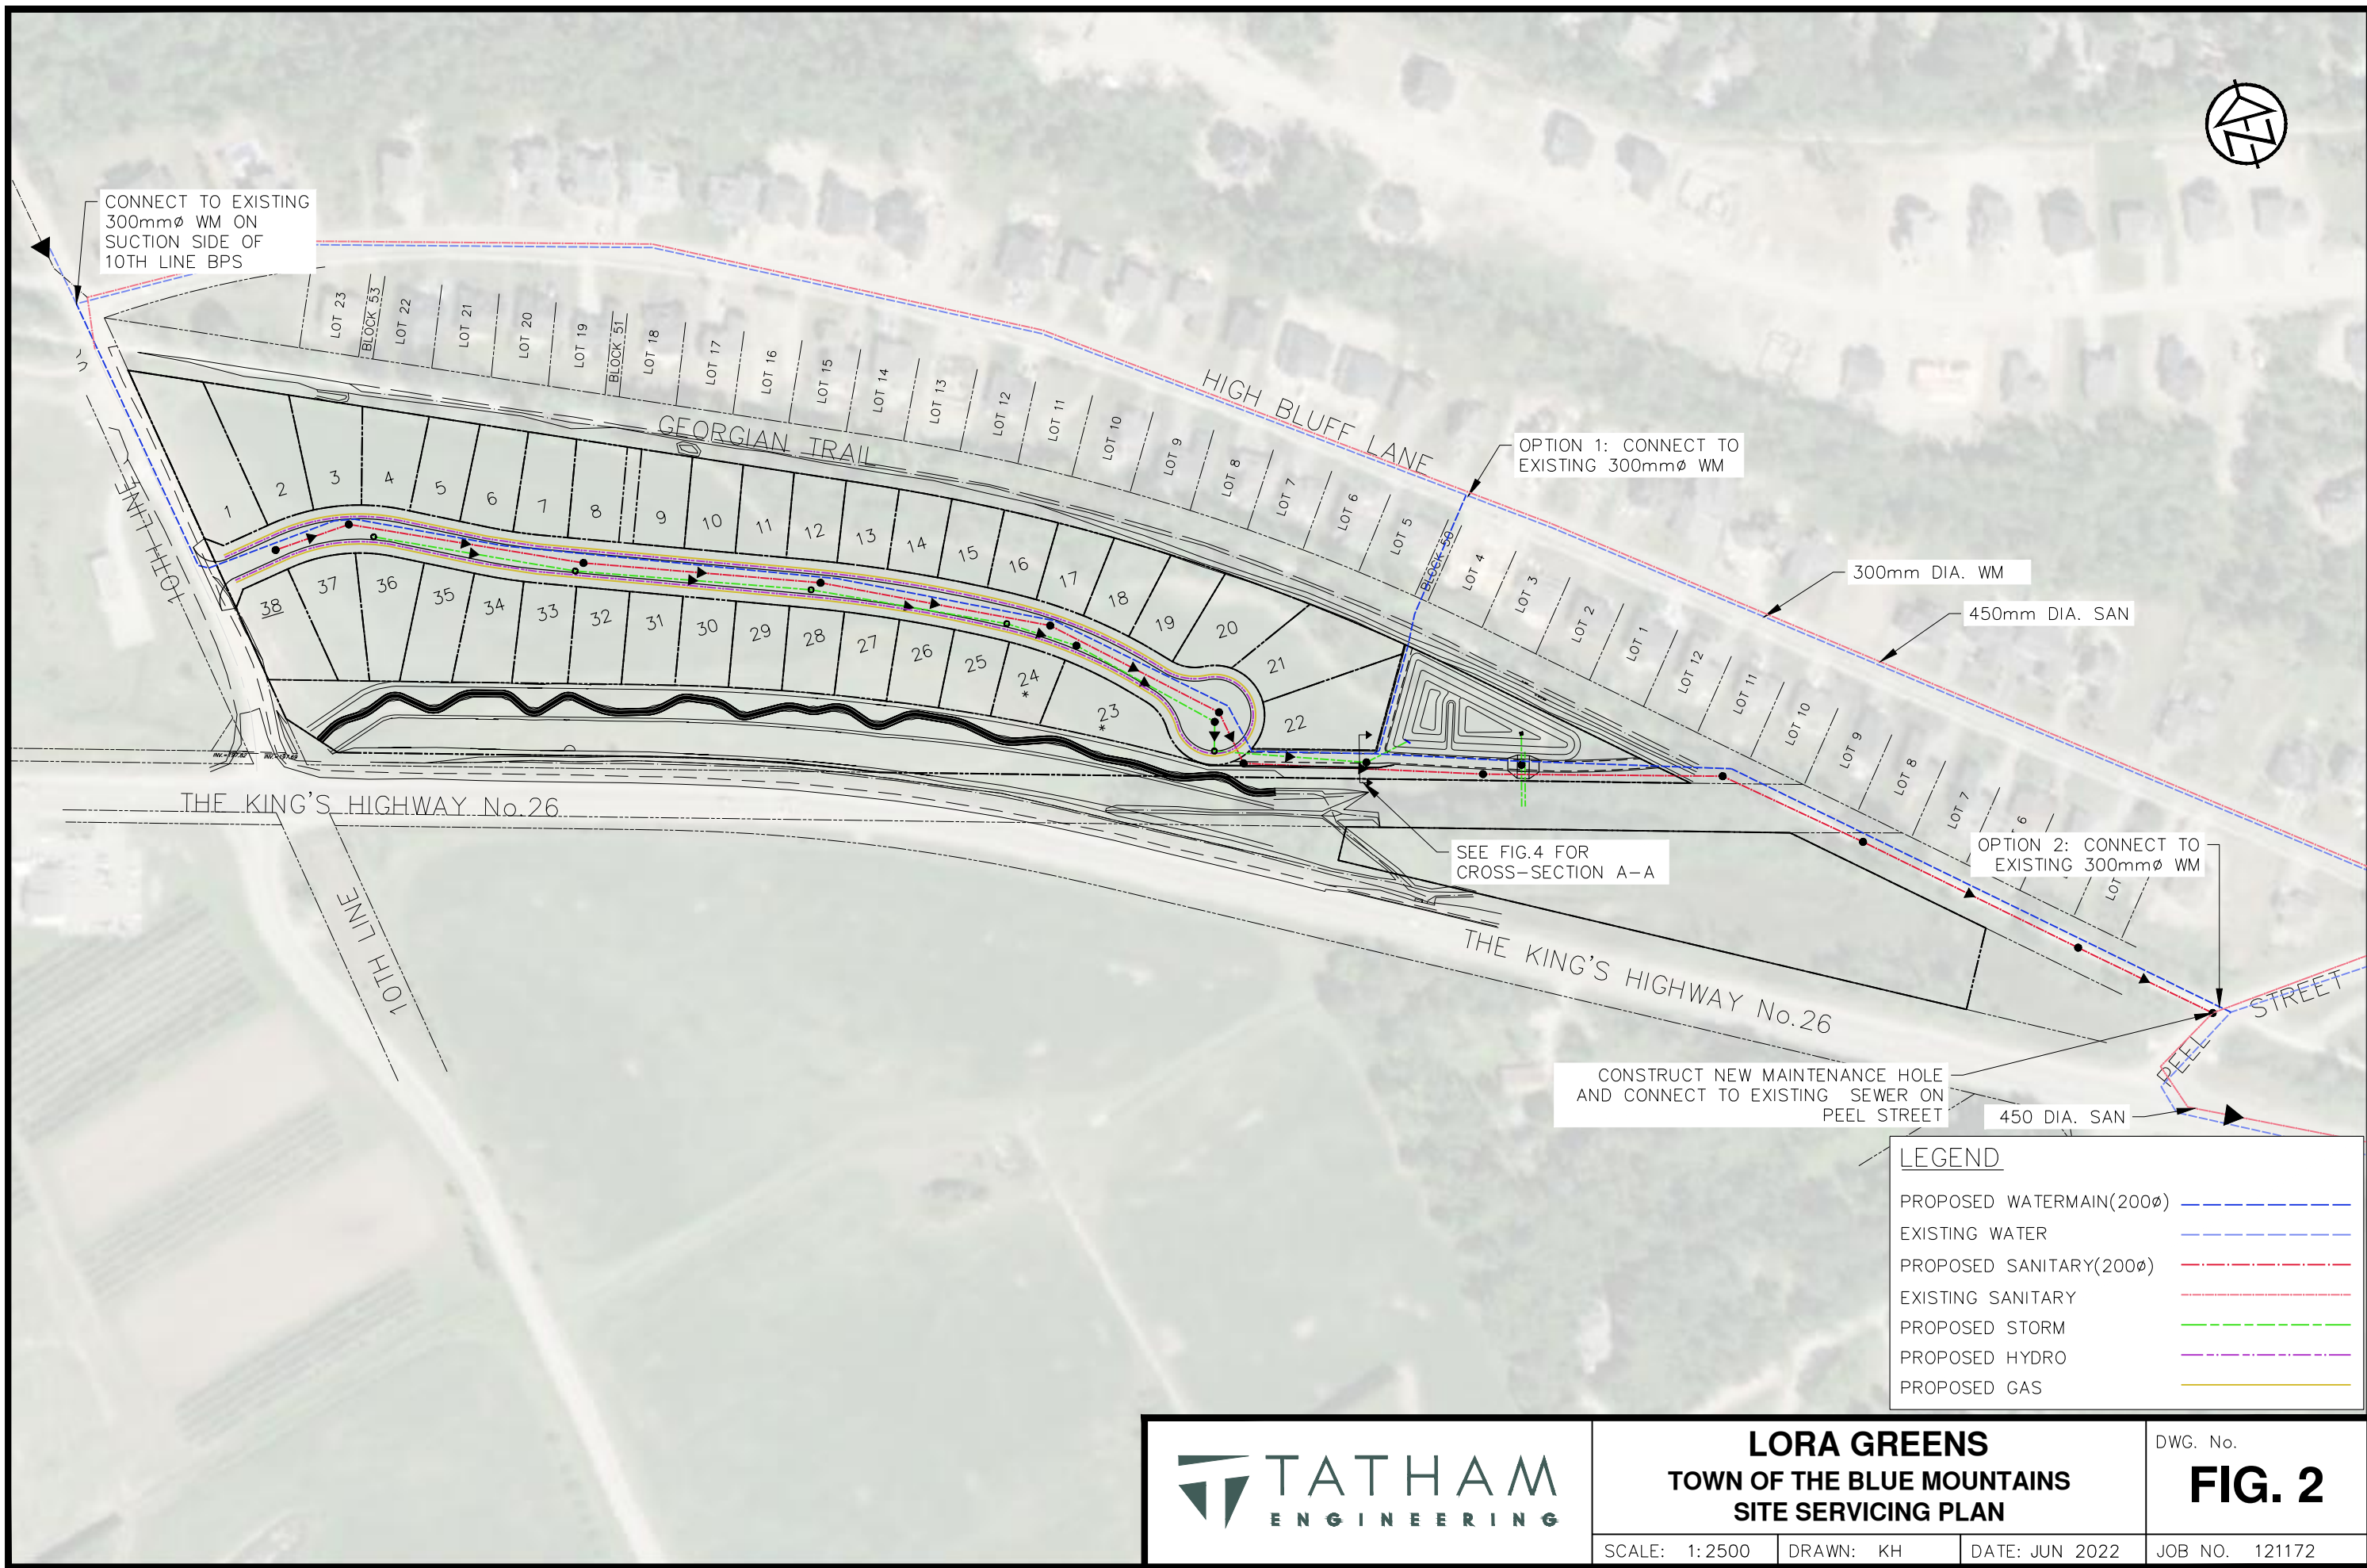 CONNECT TO EXISTING
300mmø WM ON
SUCTION SIDE OF
10TH LINE BPS
LOT 23
BLOCK 53
LOT 22
LOT 21
LOT 20
LOT 19
BLOCK 51
LOT 18
LOT 17
LOT 16
LOT 15
LOT 14
LOT 13
LOT 12
LOT 11
LOT 10
LOT 9
LOT 8
LOT 7
LOT 6
LOT 5
BLOCK 50
LOT 4
LOT 3
LOT 2
LOT 1
LOT 12
LOT 11
LOT 10
LOT 9
LOT 8
LOT 7
6
LOT
LOT
HIGH BLUFF LANE
GEORGIAN TRAIL
OPTION 1: CONNECT TO
EXISTING 300mmø WM
300mm DIA. WM
450mm DIA. SAN
1
2
3
4
5
6
7
8
9
10
11
12
13
14
15
16
17
18
19
20
21
22
23
*
24
*
25
26
27
28
29
30
31
32
33
34
35
36
37
38
10TH LINE
THE KING'S HIGHWAY No.26
10TH LINE
SEE FIG.4 FOR
CROSS-SECTION A-A
OPTION 2: CONNECT TO
EXISTING 300mmø WM
THE KING'S HIGHWAY No.26
PEEL STREET
CONSTRUCT NEW MAINTENANCE HOLE
AND CONNECT TO EXISTING SEWER ON
PEEL STREET
450 DIA. SAN
LEGEND
PROPOSED WATERMAIN(200ø)
EXISTING WATER
PROPOSED SANITARY(200ø)
EXISTING SANITARY
PROPOSED STORM
PROPOSED HYDRO
PROPOSED GAS
TATHAM
ENGINEERING
LORA GREENS
TOWN OF THE BLUE MOUNTAINS
SITE SERVICING PLAN
DWG. No.
FIG. 2
SCALE: 1:2500
DRAWN: KH
DATE: JUN 2022
JOB NO. 121172